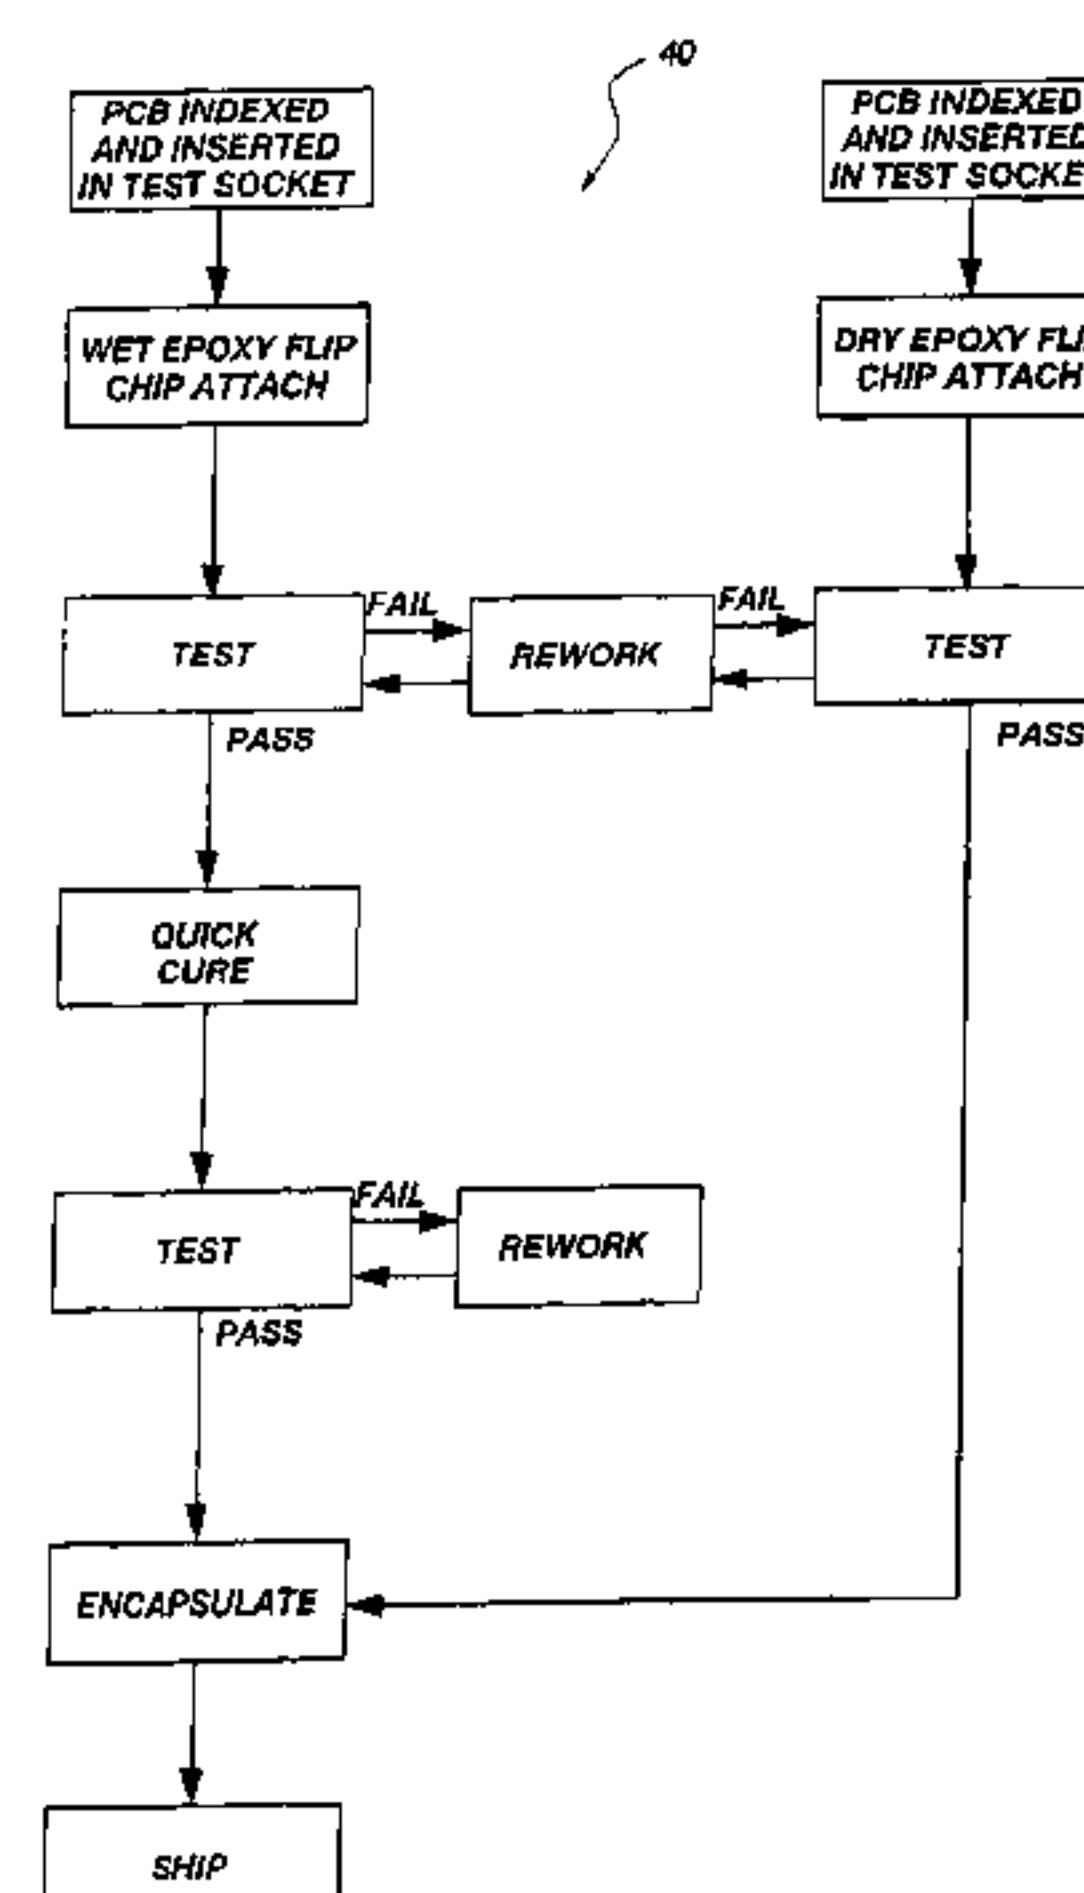 40
PCB INDEXED
AND INSERTED
IN TEST SOCKET
PCB INDEXED
AND INSERTED
IN TEST SOCKE
WET EPOXY FLIP
CHIP ATTACH
DRY EPOXY FLI
CHIP ATTACH
FAIL
FAIL
TEST
REWORK
TEST
PASS
PASS
QUICK
CURE
FAIL
TEST
REWORK
PASS
ENCAPSULATE
SHIP